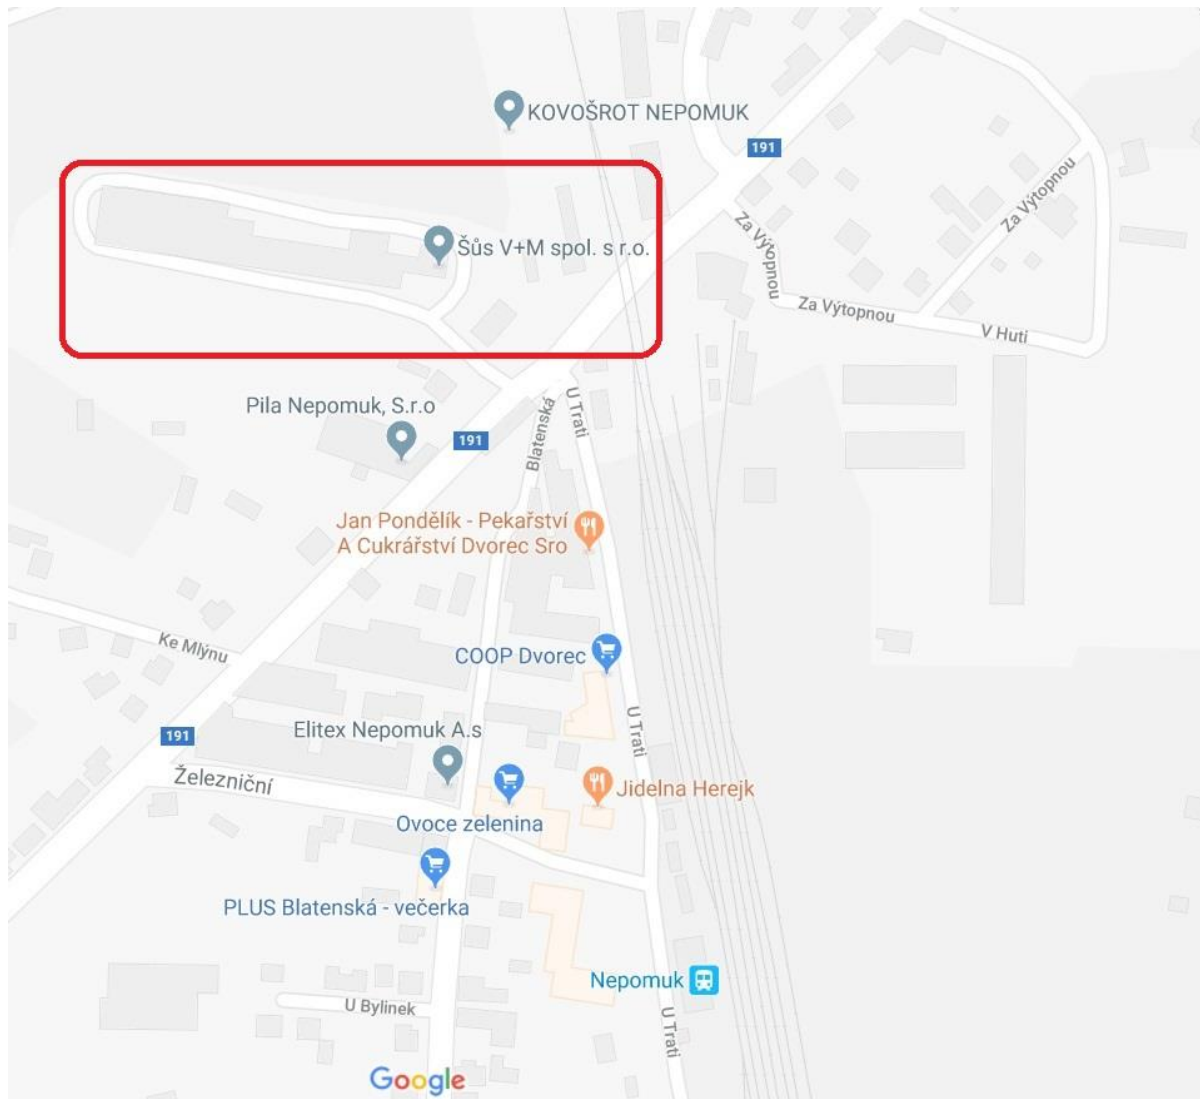 KOVOŠROT NEPOMUK
191
Šůs V+M spol. s r.o.
Za Výtopnou
Za Výtopnou
Za Výtopnou
V Huti
Pila Nepomuk, S.r.o
191
Blatenská
U Trati
Jan Pondělík - Pekařství
A Cukrářství Dvorec Sro
Ke Mlýnu
COOP Dvorec
191
Elitex Nepomuk A.s
U Trati
Železniční
Jidelna Herejk
Ovoce zelenina
PLUS Blatenská - večerka
Nepomuk
U Bylinek
U Trati
Google